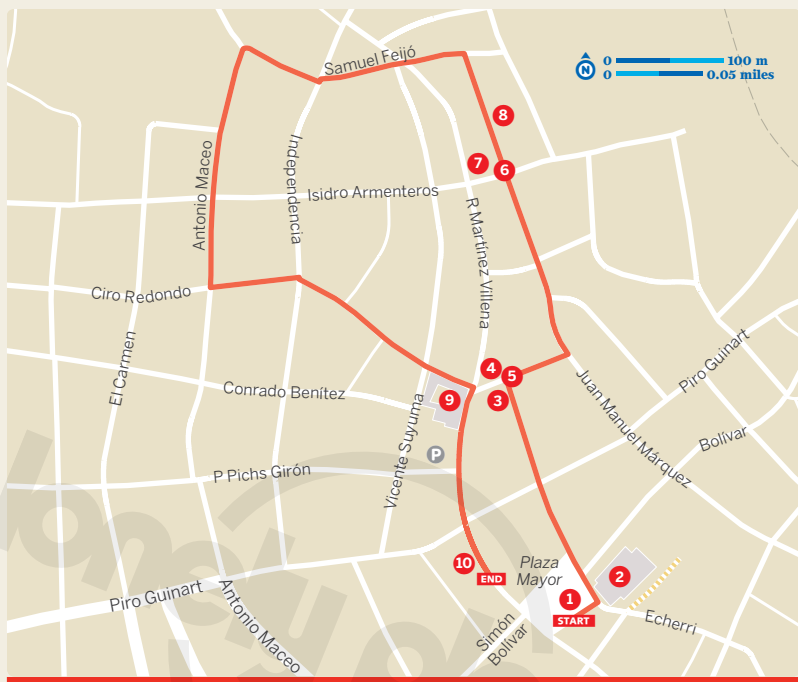 Samuel Feijó
N
0 100 m
0 0.05 miles
8
Independencia
Antonio Maceo
7
6
Isidro Armenteros
R Martínez Villena
Ciro Redondo
El Carmen
Piro Guinart
4
5
Juan Manuel Márquez
Conrado Benítez
9
3
Vicente Suyuma
Bolívar
P
P Pichs Girón
10
END
Plaza
Mayor
2
1
START
Piro Guinart
Antonio Maceo
Simón
Bolívar
Echerri
lonely